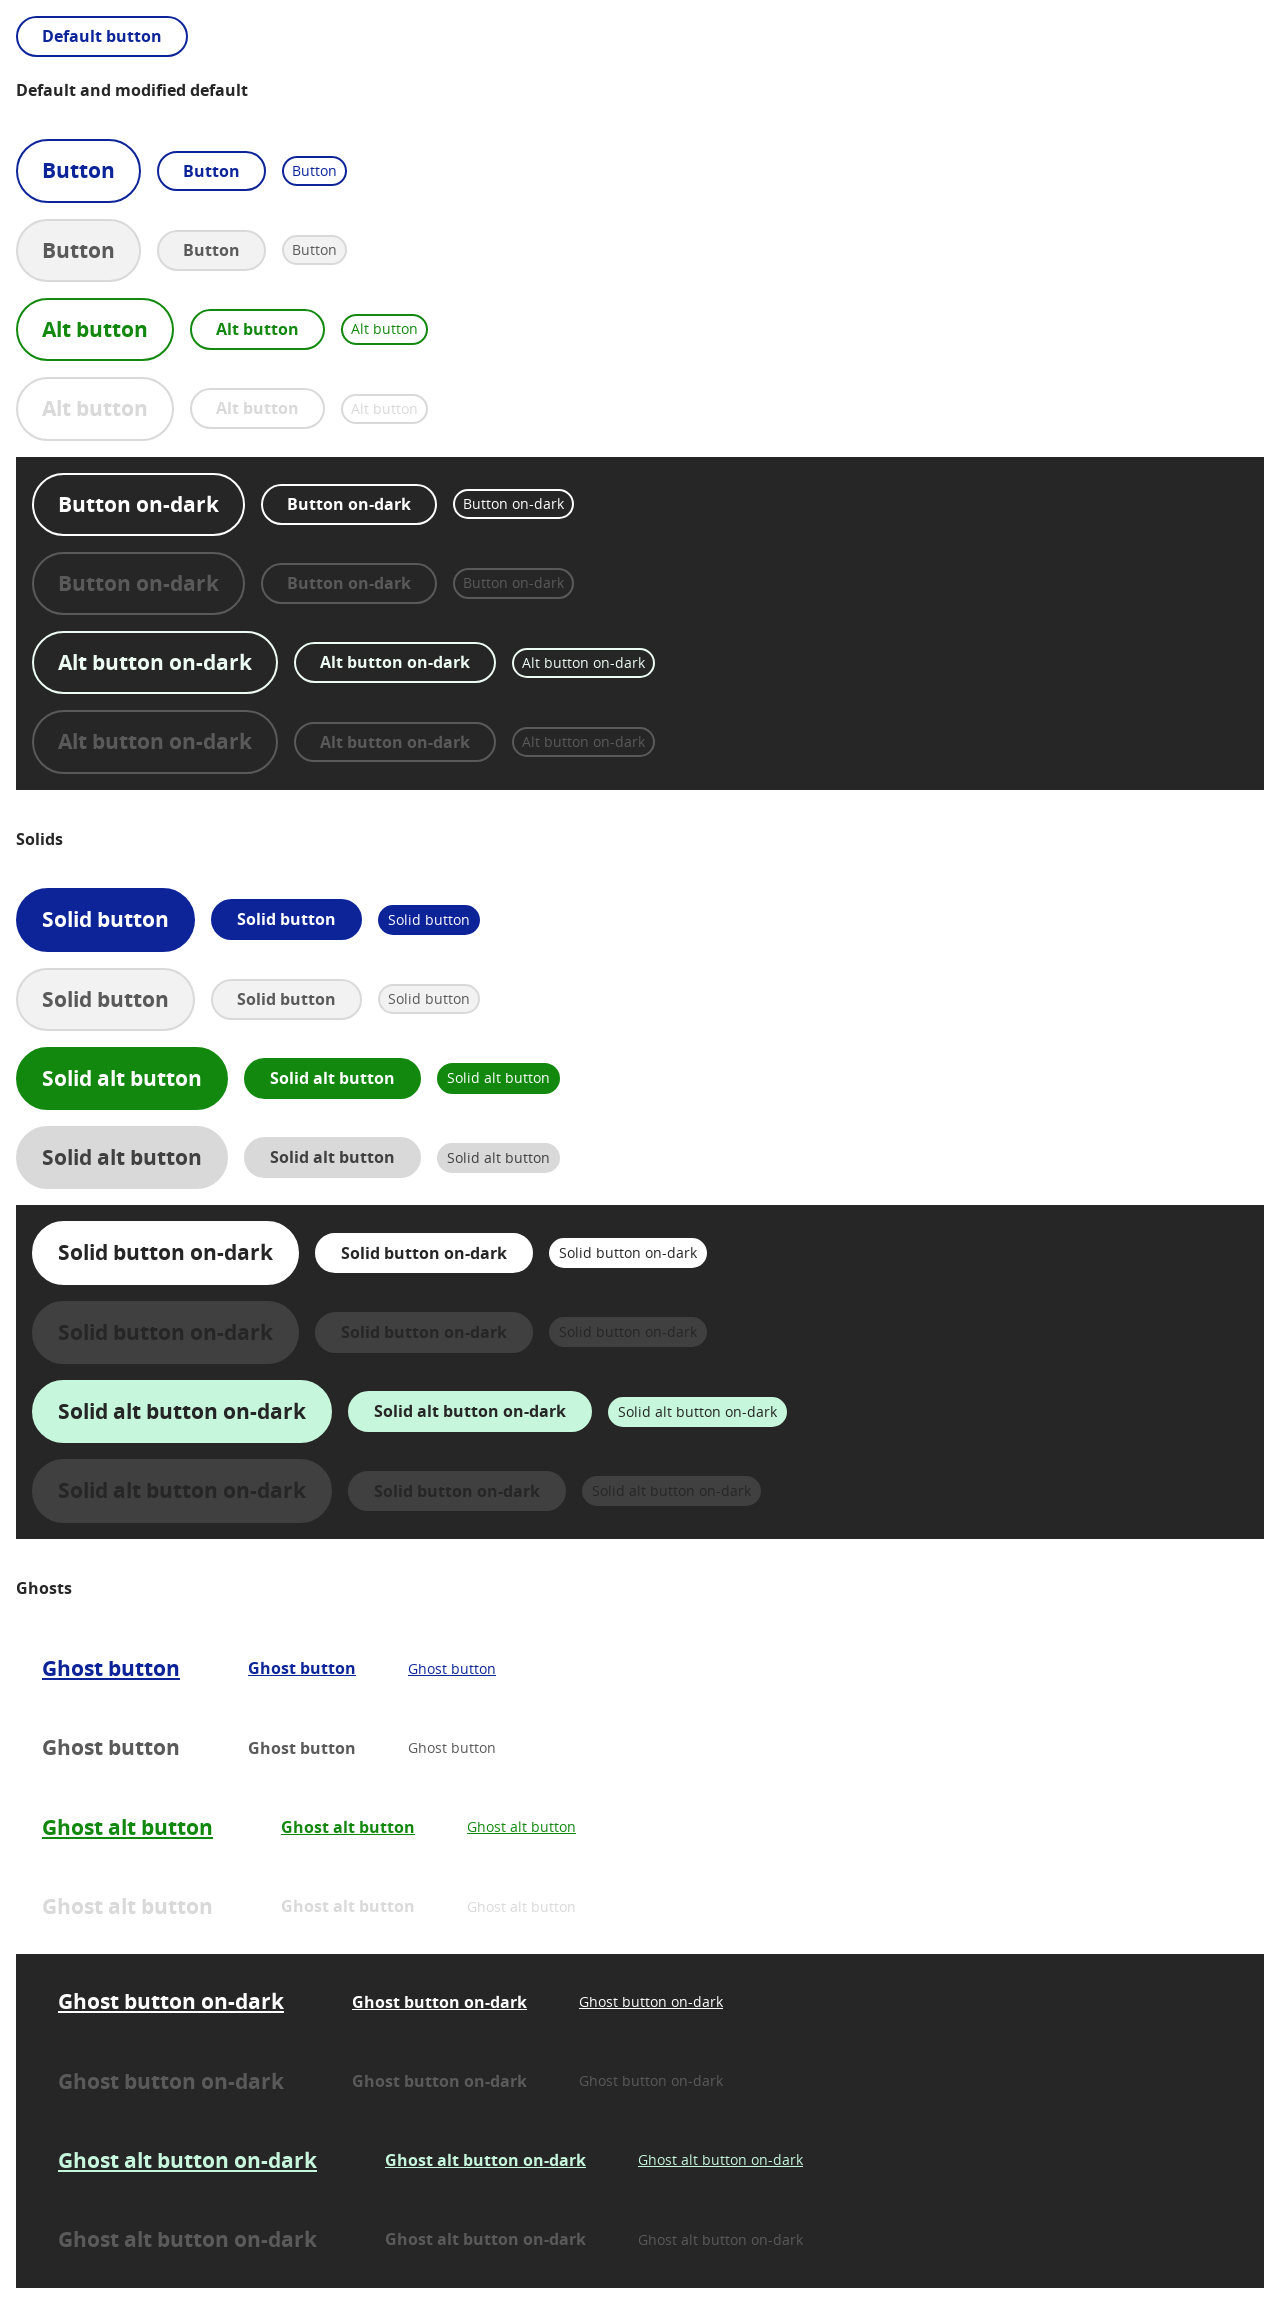 Default button
Default and modified default
Button Button Button
Button Button Button
Alt button Alt button Alt button
Alt button Alt button Alt button
Button on-dark Button on-dark Button on-dark
Button on-dark Button on-dark Button on-dark
Alt button on-dark Alt button on-dark Alt button on-dark
Alt button on-dark Alt button on-dark Alt button on-dark
Solids
Solid button Solid button Solid button
Solid button Solid button Solid button
Solid alt button Solid alt button Solid alt button
Solid alt button Solid alt button Solid alt button
Solid button on-dark Solid button on-dark Solid button on-dark
Solid button on-dark Solid button on-dark Solid button on-dark
Solid alt button on-dark Solid alt button on-dark Solid alt button on-dark
Solid alt button on-dark Solid button on-dark Solid alt button on-dark
Ghosts
Ghost button Ghost button Ghost button
Ghost button Ghost button Ghost button
Ghost alt button Ghost alt button Ghost alt button
Ghost alt button Ghost alt button Ghost alt button
Ghost button on-dark Ghost button on-dark Ghost button on-dark
Ghost button on-dark Ghost button on-dark Ghost button on-dark
Ghost alt button on-dark Ghost alt button on-dark Ghost alt button on-dark
Ghost alt button on-dark Ghost alt button on-dark Ghost alt button on-dark